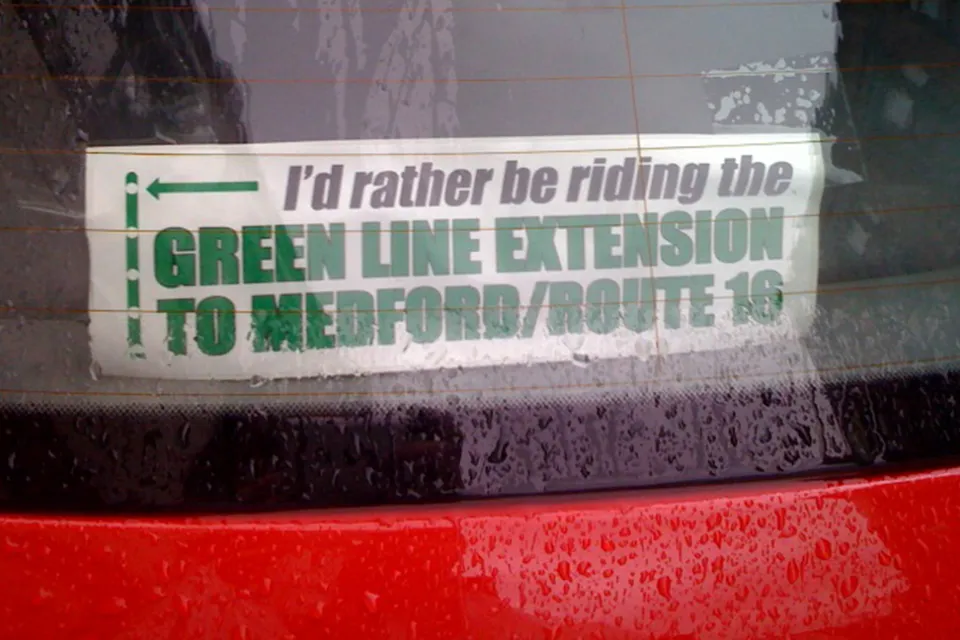 I'd rather be riding the
GREEN LINE EXTENSION
TO MEDFORD/ROUTE 16